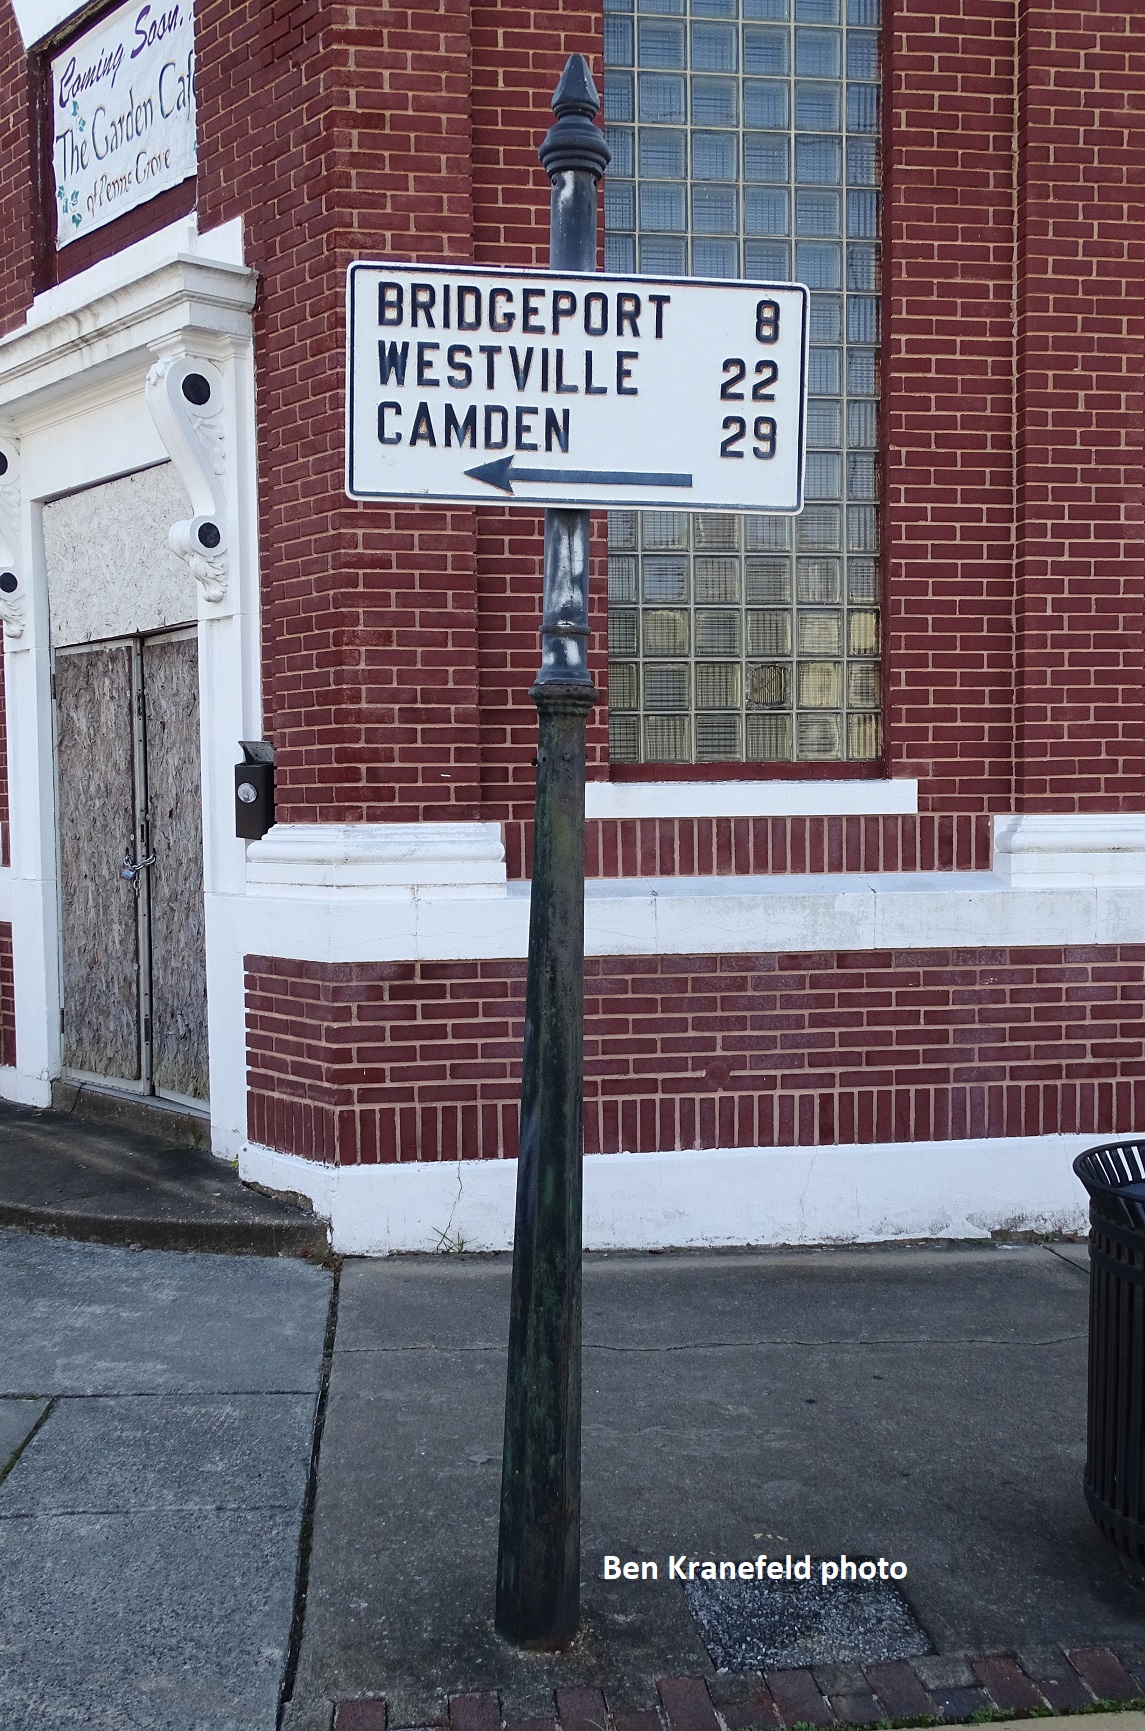 Coming Soon..
The Garden Caf
of Penns Grove
BRIDGEPORT 8
WESTVILLE 22
CAMDEN 29
Ben Kranefeld photo